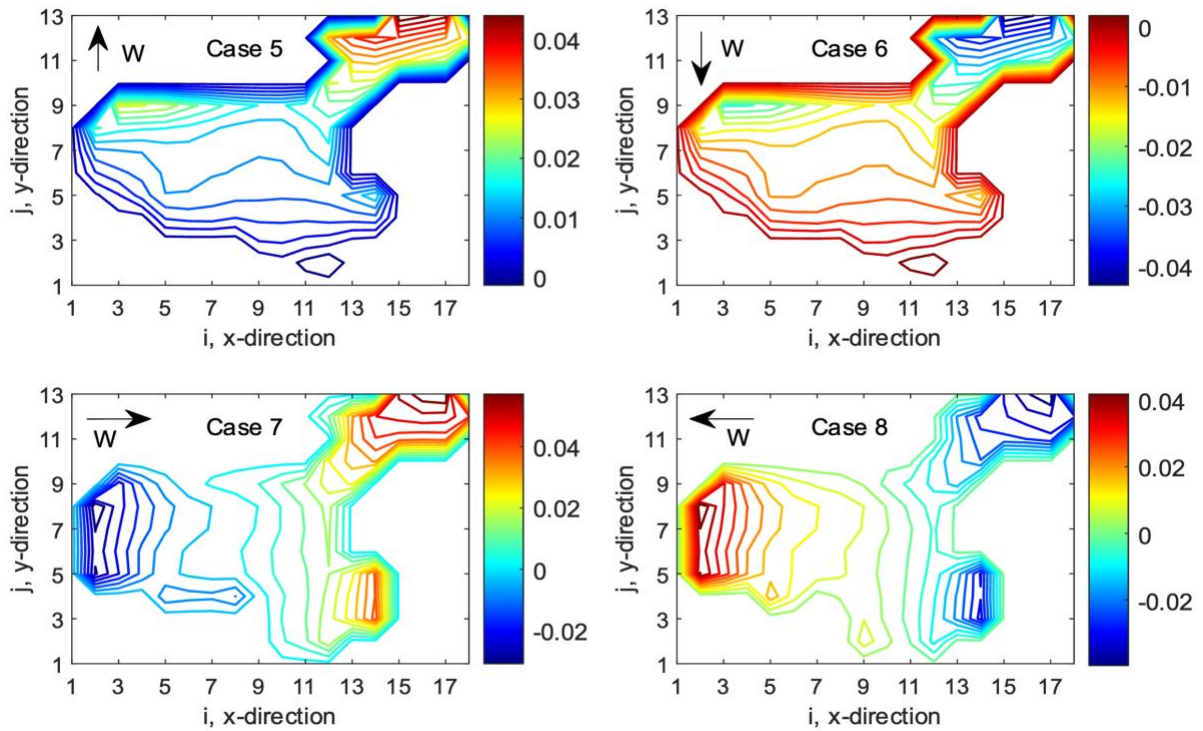 13
11
9
7
5
3
1
j, y-direction
W
Case 5
1 3 5 7 9 11 13 15 17
i, x-direction
0.04
0.03
0.02
0.01
0
13
11
9
7
5
3
1
j, y-direction
W
Case 6
1 3 5 7 9 11 13 15 17
i, x-direction
0
-0.01
-0.02
-0.03
-0.04
13
11
9
7
5
3
1
j, y-direction
W
Case 7
1 3 5 7 9 11 13 15 17
i, x-direction
0.04
0.02
0
-0.02
13
11
9
7
5
3
1
j, y-direction
W
Case 8
1 3 5 7 9 11 13 15 17
i, x-direction
0.04
0.02
0
-0.02